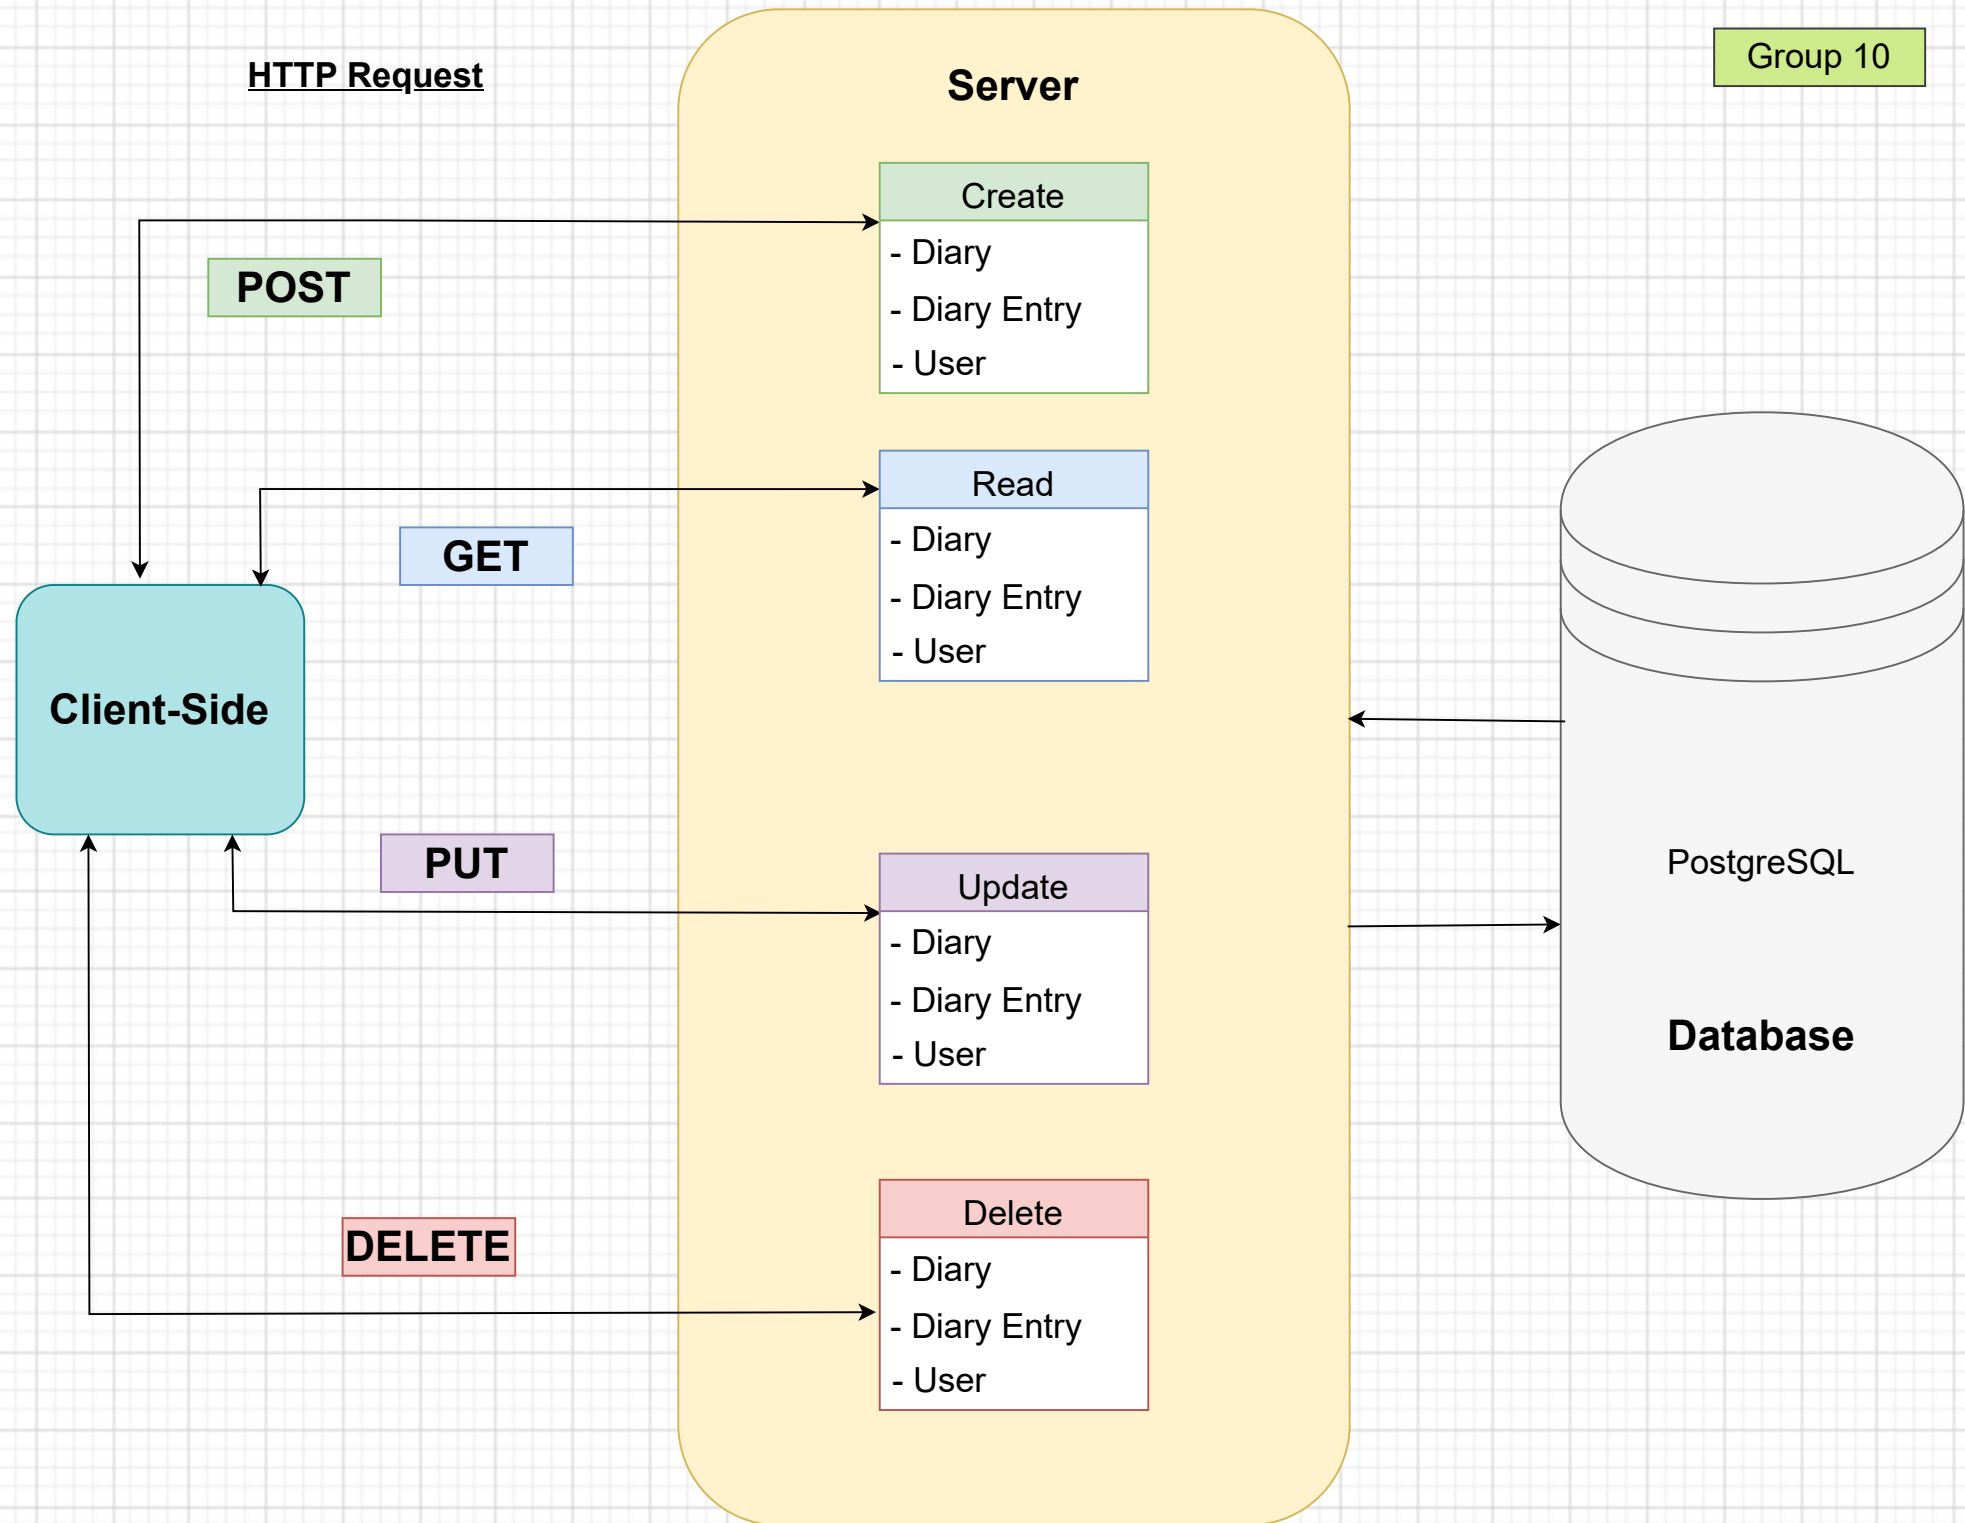 HTTP Request
Server
Group 10
Create
- Diary
- Diary Entry
- User
POST
Read
- Diary
- Diary Entry
- User
GET
Client-Side
PUT
Update
- Diary
- Diary Entry
- User
PostgreSQL
Database
DELETE
Delete
- Diary
- Diary Entry
- User